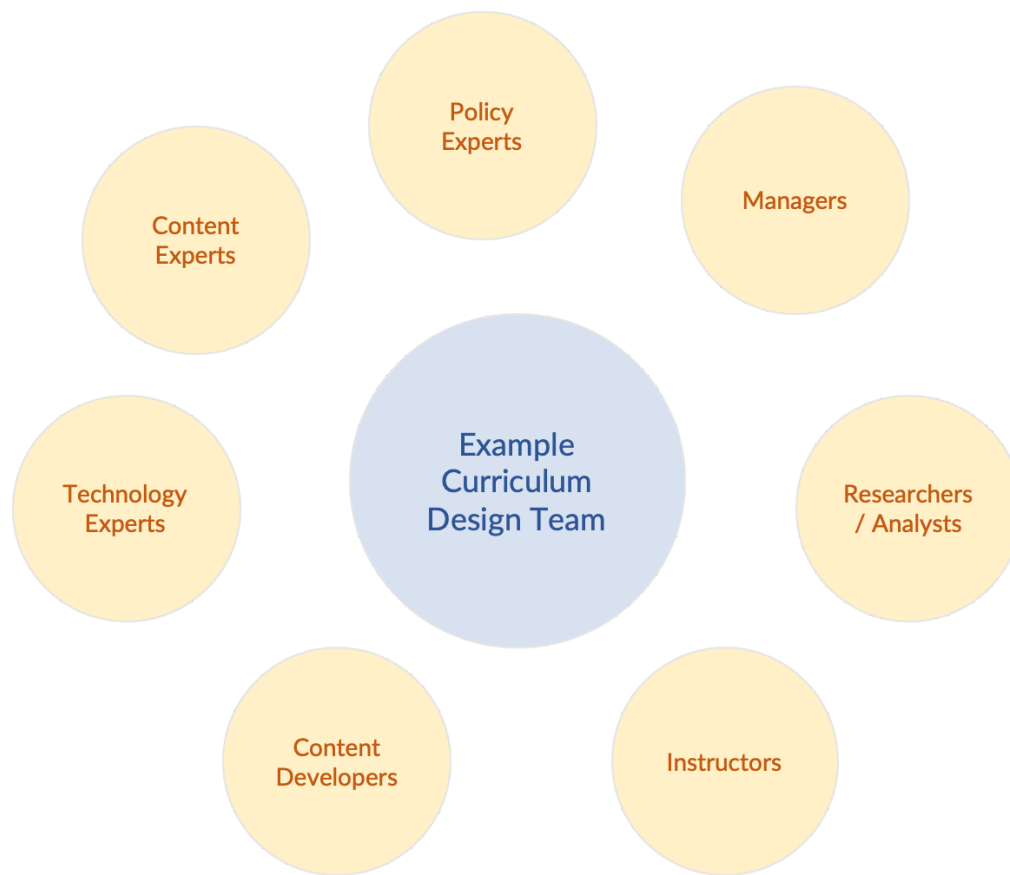 Policy
Experts
Managers
Content
Experts
Example
Curriculum
Design Team
Technology
Experts
Researchers
/ Analysts
Content
Developers
Instructors